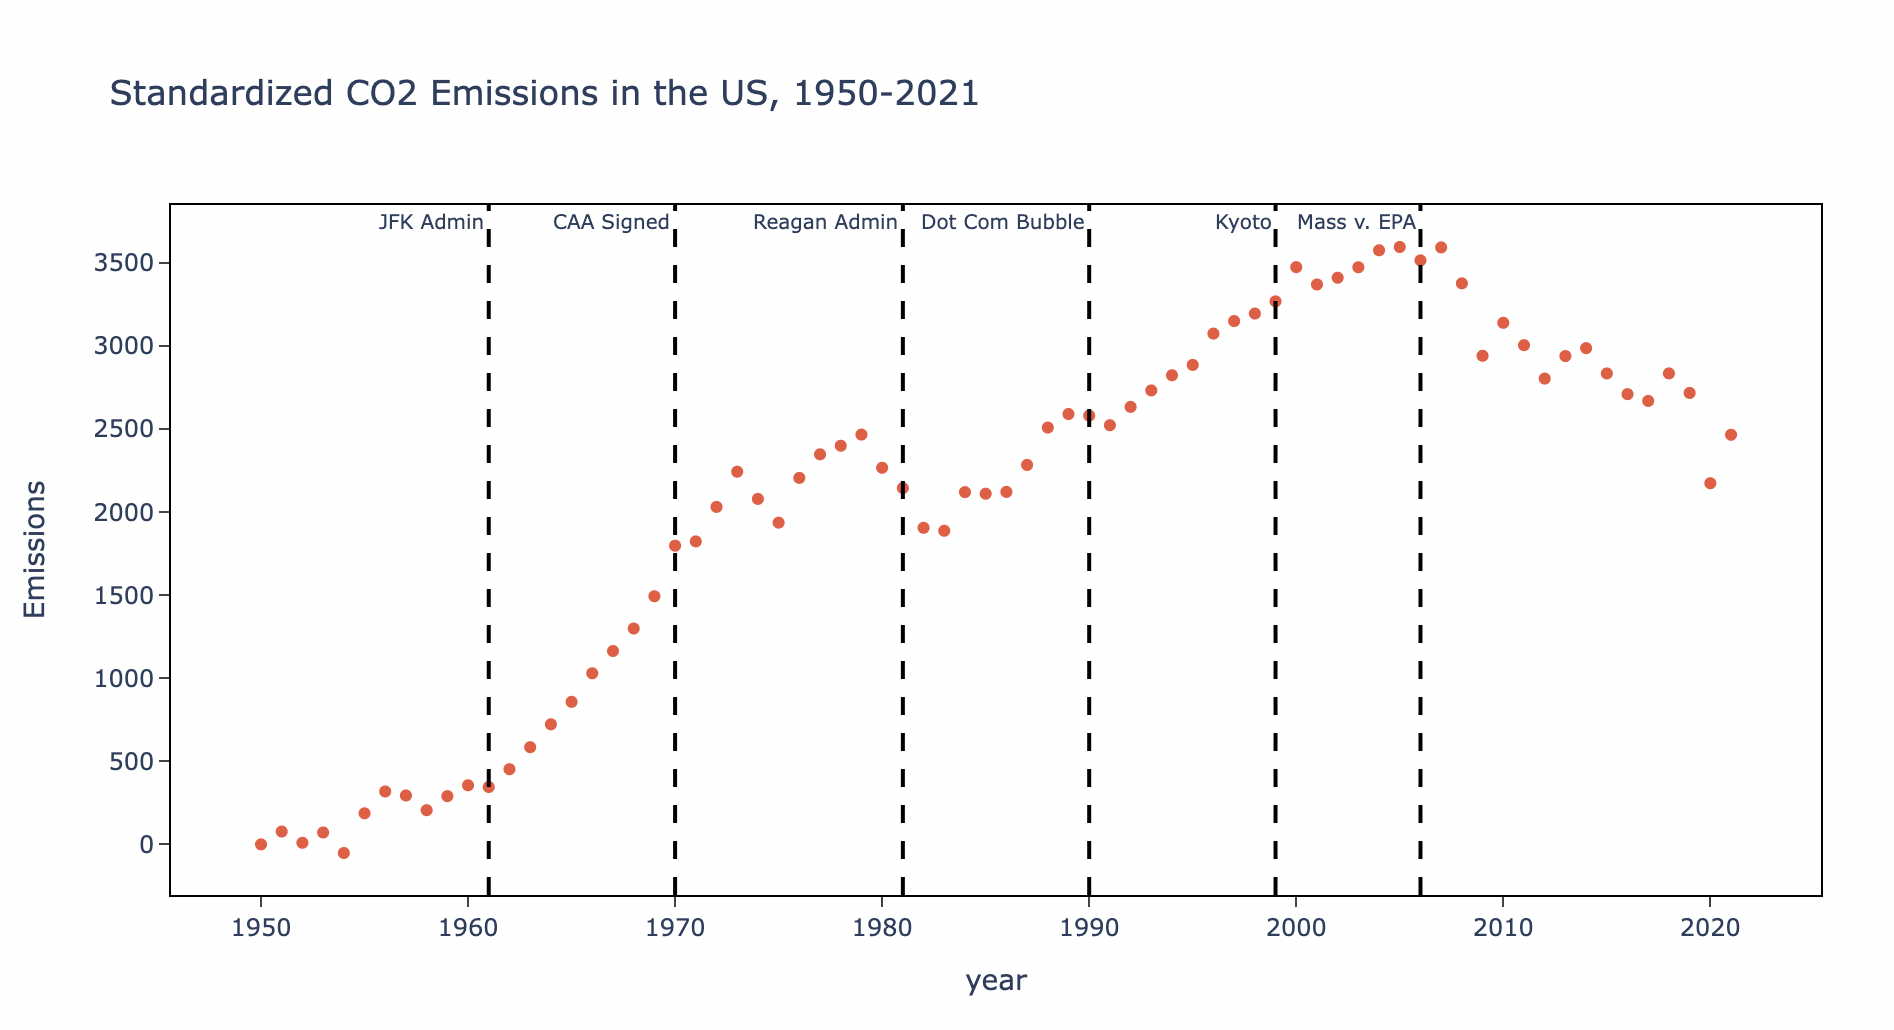 Standardized CO2 Emissions in the US, 1950-2021
JFK Admin
CAA Signed
Reagan Admin
Dot Com Bubble
Kyoto
Mass v. EPA
3500
3000
2500
2000
1500
1000
500
0
Emissions
1950
1960
1970
1980
1990
2000
2010
2020
year